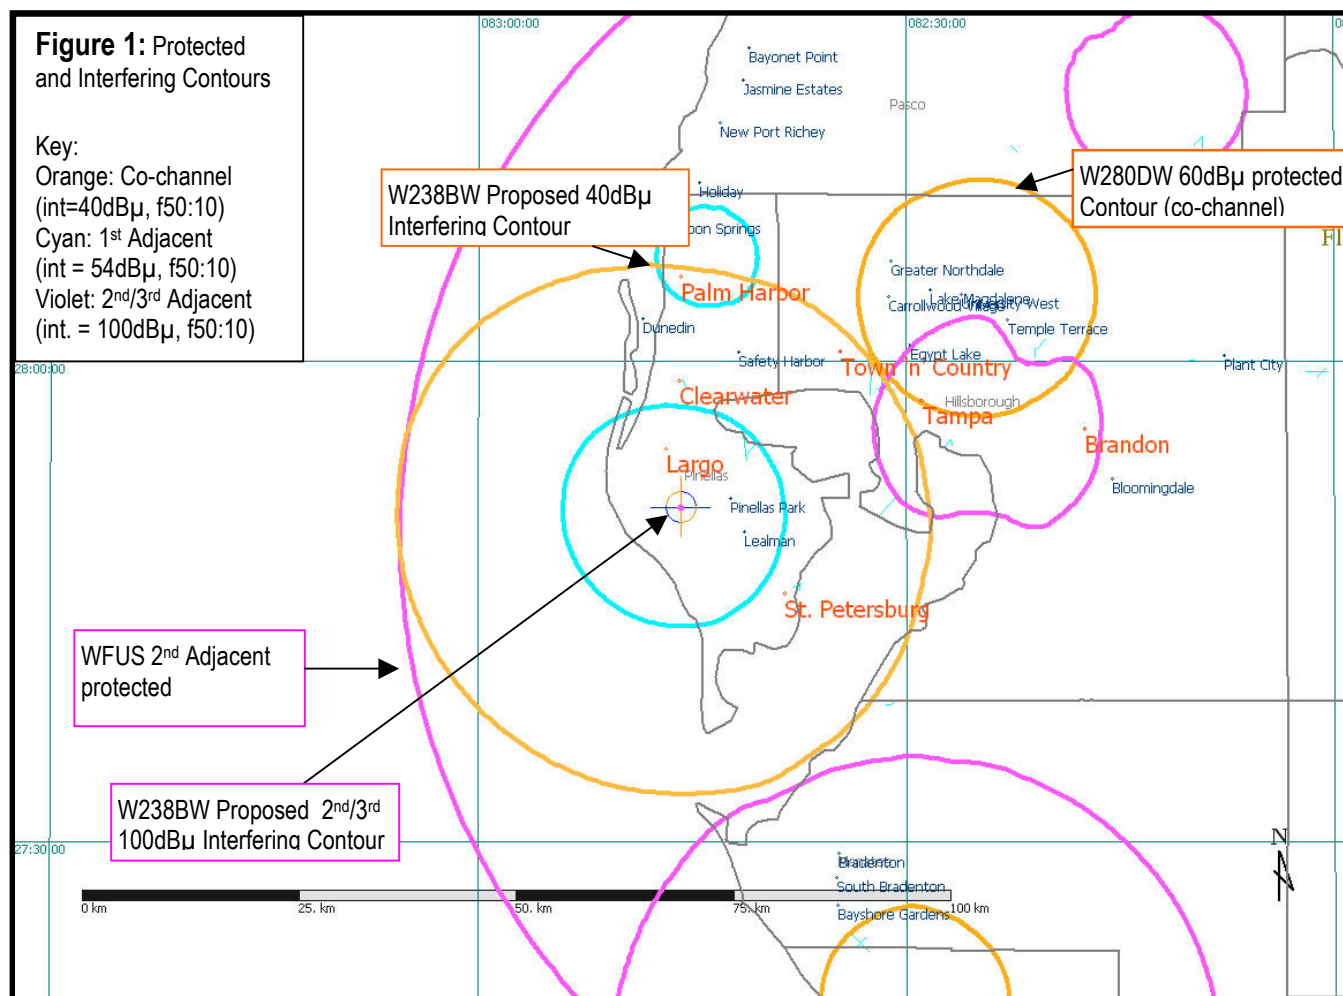 Figure 1: Protected
and Interfering Contours
Key:
Orange: Co-channel
(int=40dBµ, f50:10)
Cyan: 1st Adjacent
(int = 54dBµ, f50:10)
Violet: 2nd/3rd Adjacent
(int. = 100dBµ, f50:10)
083:00:00
082:30:00
Bayonet Point
Jasmine Estates
Pasco
New Port Richey
W238BW Proposed 40dBµ
Interfering Contour
Holiday
W280DW 60dBµ protected
Contour (co-channel)
Springs
Fl
Greater Northdale
Palm Harbor
Lake Magdalene
University West
Carrollwood Village
Dunedin
Temple Terrace
Egypt Lake
Safety Harbor
Town 'n' Country
Plant City
28:00:00
Clearwater
Hillsborough
Tampa
Brandon
Largo
Pinellas
Bloomingdale
Pinellas Park
Lealman
St. Petersburg
WFUS 2nd Adjacent
protected
W238BW Proposed 2nd/3rd
100dBµ Interfering Contour
27:30:00
N
Bradenton
South Bradenton
Bayshore Gardens
0 km
25. km
50. km
75. km
100 km